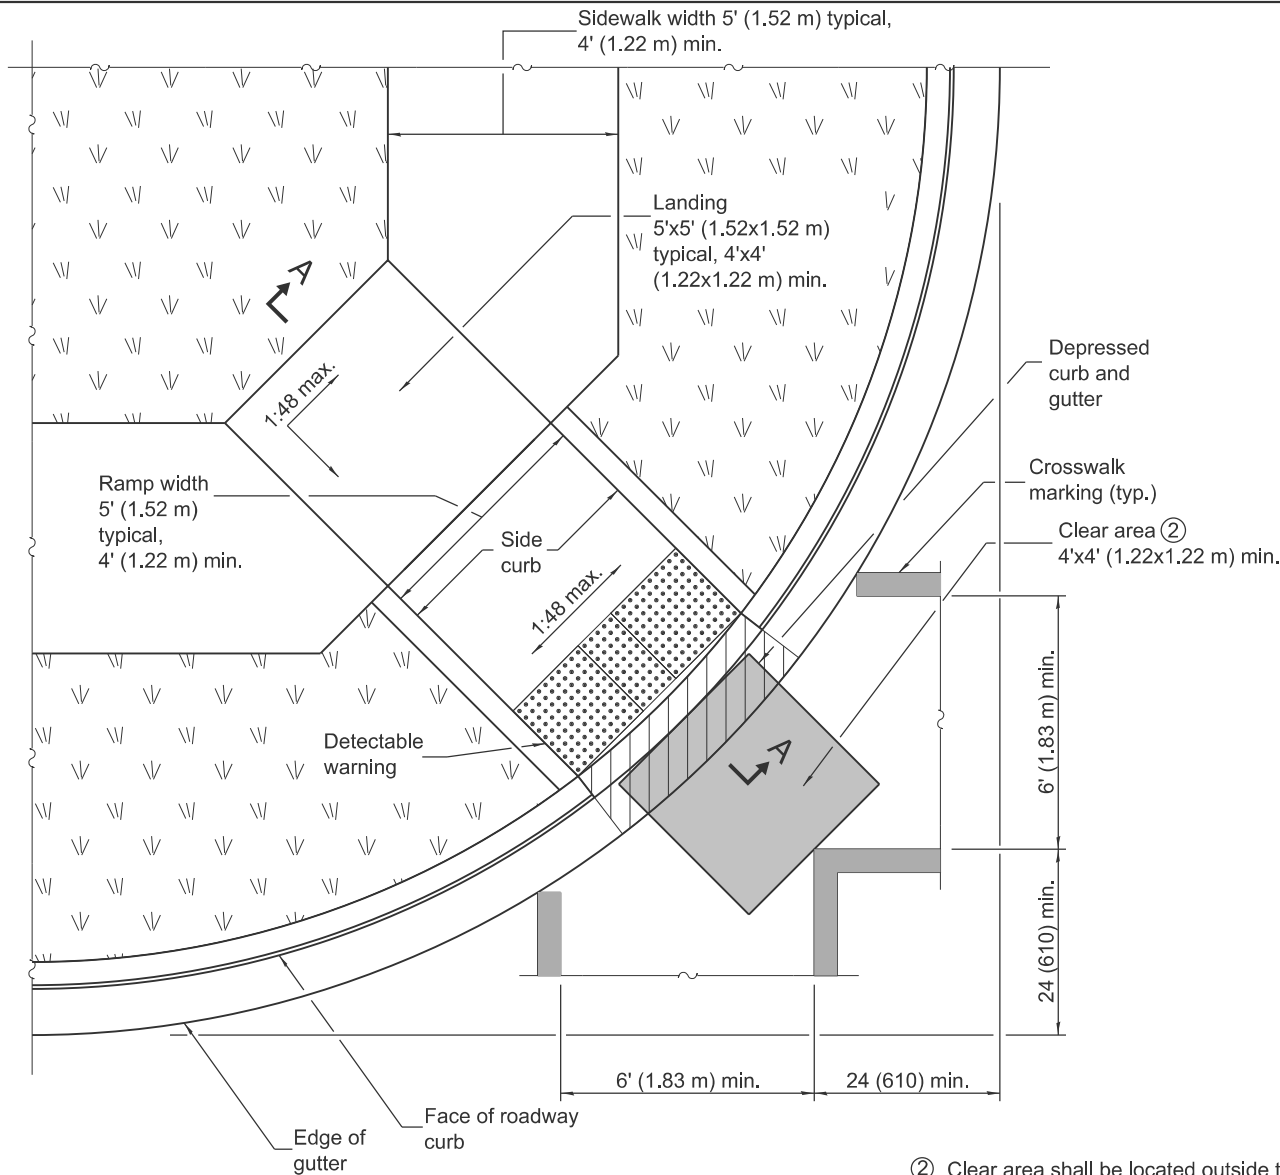 Sidewalk width 5' (1.52 m) typical,
4' (1.22 m) min.
Landing
5'x5' (1.52x1.52 m)
typical, 4'x4'
(1.22x1.22 m) min.
A
1:48 max.
Depressed
curb and
gutter
Crosswalk
marking (typ.)
Clear area ②
4'x4' (1.22x1.22 m) min.
Ramp width
5' (1.52 m)
typical,
4' (1.22 m) min.
Side
curb
1:48 max.
Detectable
warning
A
6' (1.83 m) min.
24 (610) min.
6' (1.83 m) min.
24 (610) min.
Face of roadway
curb
Edge of
gutter
② Clear area shall be located outside